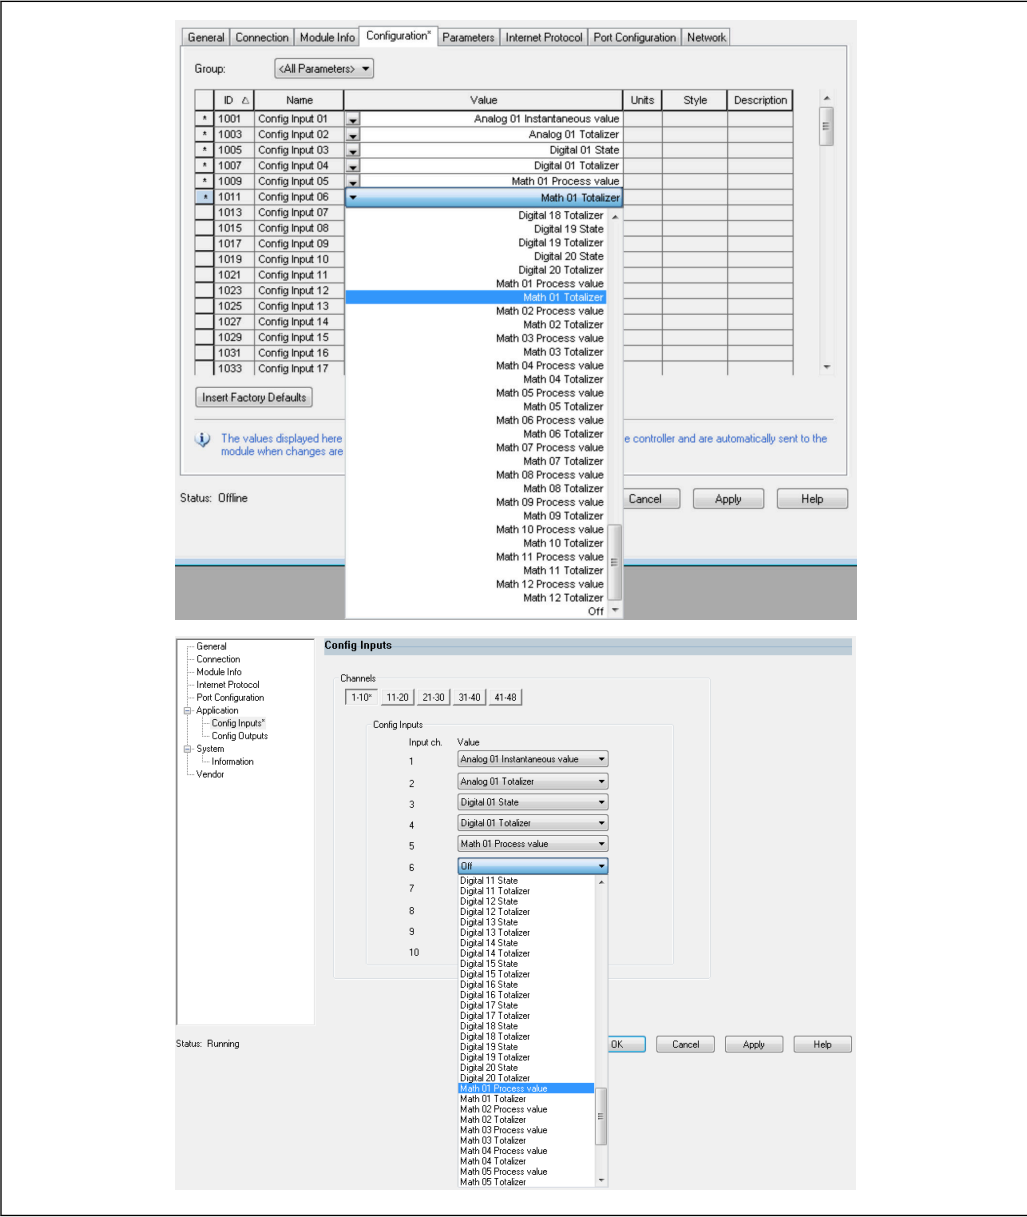 General Connection Module Info Configuration* Parameters Internet Protocol Port Configuration Network
Group: <All Parameters>
ID Name Value Units Style Description
* 1001 Config Input 01 Analog 01 Instantaneous value
* 1003 Config Input 02 Analog 01 Totalizer
* 1005 Config Input 03 Digital 01 State
* 1007 Config Input 04 Digital 01 Totalizer
* 1009 Config Input 05 Math 01 Process value
* 1011 Config Input 06 Math 01 Totalizer
1013 Config Input 07
1015 Config Input 08
1017 Config Input 09
1019 Config Input 10
1021 Config Input 11
1023 Config Input 12
1025 Config Input 13
1027 Config Input 14
1029 Config Input 15
1031 Config Input 16
1033 Config Input 17
Digital 18 Totalizer
Digital 19 State
Digital 19 Totalizer
Digital 20 State
Digital 20 Totalizer
Math 01 Process value
Math 01 Totalizer
Math 02 Process value
Math 02 Totalizer
Math 03 Process value
Math 03 Totalizer
Math 04 Process value
Math 04 Totalizer
Math 05 Process value
Math 05 Totalizer
Math 06 Process value
Math 06 Totalizer
Math 07 Process value
Math 07 Totalizer
Math 08 Process value
Math 08 Totalizer
Math 09 Process value
Math 09 Totalizer
Math 10 Process value
Math 10 Totalizer
Math 11 Process value
Math 11 Totalizer
Math 12 Process value
Math 12 Totalizer
Off
Insert Factory Defaults
The values displayed here e controller and are automatically sent to the
module when changes are
Status: Offline Cancel Apply Help
General
Connection
Module Info
Internet Protocol
Port Configuration
Application
Config Inputs*
Config Outputs
System
Information
Vendor
Config Inputs
Channels
1-10* 11-20 21-30 31-40 41-48
Config Inputs
Input ch. Value
1 Analog 01 Instantaneous value
2 Analog 01 Totalizer
3 Digital 01 State
4 Digital 01 Totalizer
5 Math 01 Process value
6 Off
7
8
9
10
Digital 11 State
Digital 11 Totalizer
Digital 12 State
Digital 12 Totalizer
Digital 13 State
Digital 13 Totalizer
Digital 14 State
Digital 14 Totalizer
Digital 15 State
Digital 15 Totalizer
Digital 16 State
Digital 16 Totalizer
Digital 17 State
Digital 17 Totalizer
Digital 18 State
Digital 18 Totalizer
Digital 19 State
Digital 19 Totalizer
Digital 20 State
Digital 20 Totalizer
Math 01 Process value
Math 01 Totalizer
Math 02 Process value
Math 02 Totalizer
Math 03 Process value
Math 03 Totalizer
Math 04 Process value
Math 04 Totalizer
Math 05 Process value
Math 05 Totalizer
Status: Running OK Cancel Apply Help